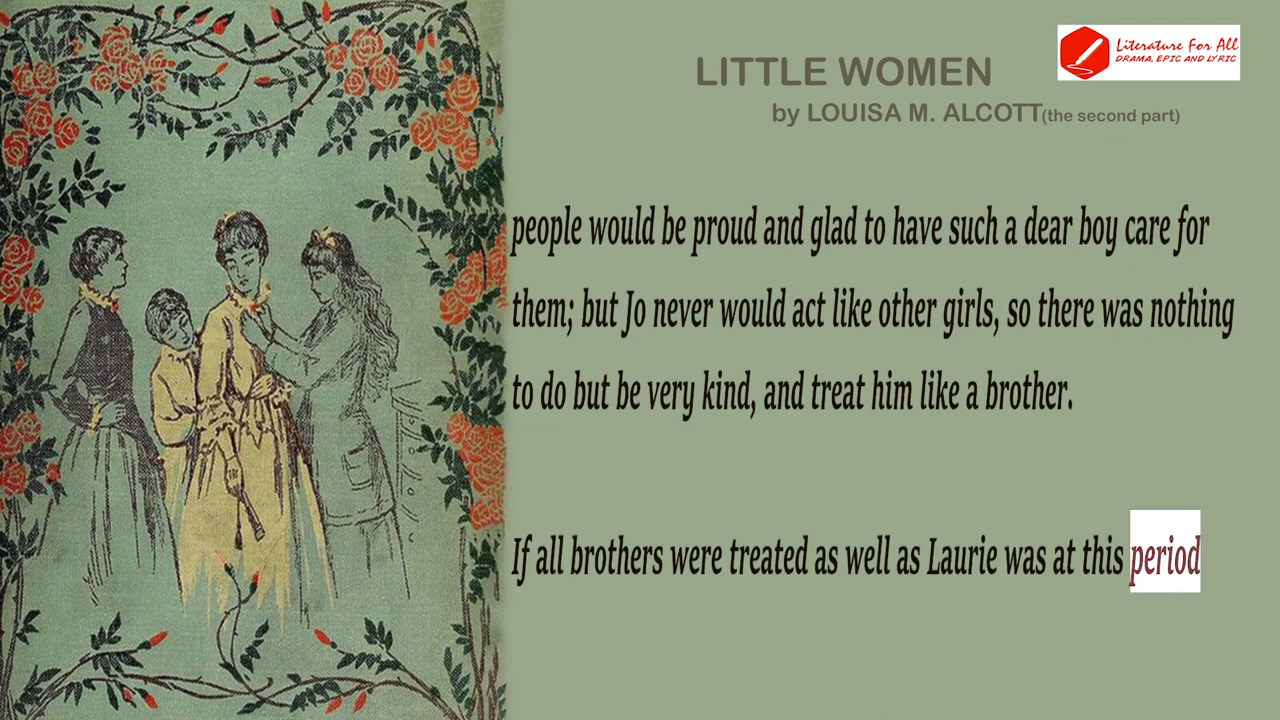 LITTLE WOMEN
by LOUISA M. ALCOTT(the second part)
Literature For All
DRAMA, EPIC AND LYRIC
people would be proud and glad to have such a dear boy care for
them; but Jo never would act like other girls, so there was nothing
to do but be very kind, and treat him like a brother.
If all brothers were treated as well as Laurie was at this period